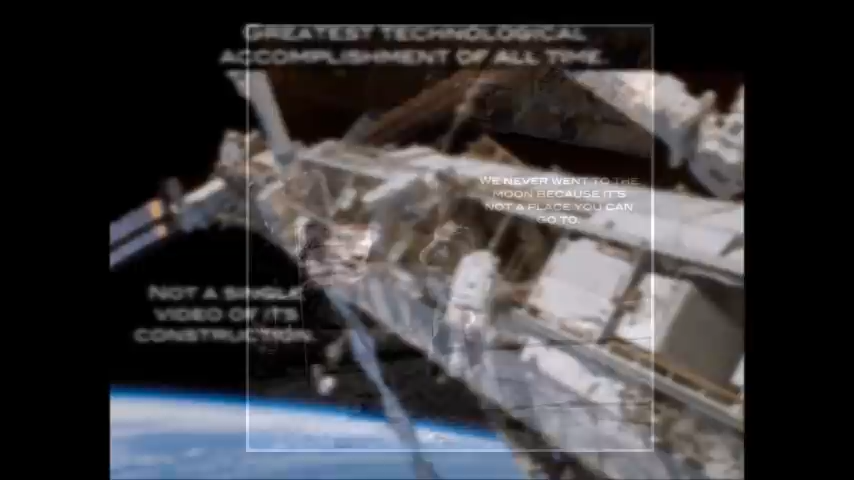 GREATEST TECHNOLOGICAL
ACCOMPLISHMENT OF ALL TIME.
WE NEVER WENT TO THE
MOON BECAUSE IT'S
NOT A PLACE YOU CAN
GO TO.
NOT A SINGLE
VIDEO OF ITS
CONSTRUCTION.